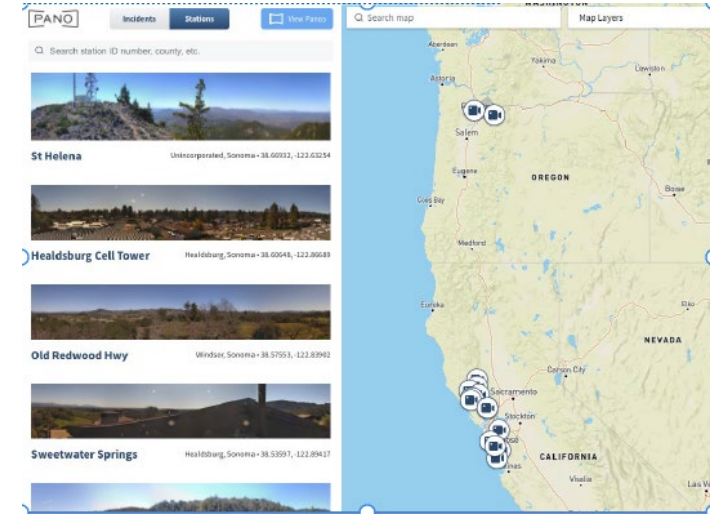 PANO
Incidents
Stations
View Panos
Search station ID number, county, etc.
St Helena
Unincorporated, Sonoma • 38.66932, -122.63254
Healdsburg Cell Tower
Healdsburg, Sonoma • 38.60648, -122.86689
Old Redwood Hwy
Windsor, Sonoma • 38.57553, -122.83902
Sweetwater Springs
Healdsburg, Sonoma • 38.53597, -122.89417
Search map
Map Layers
WASHINGTON
Aberdeen
Yakima
Lewiston
Astoria
Salem
Eugene
OREGON
Boise
Coos Bay
Medford
Eureka
Elko
NEVADA
Carson City
Sacramento
Stockton
CALIFORNIA
Visalia